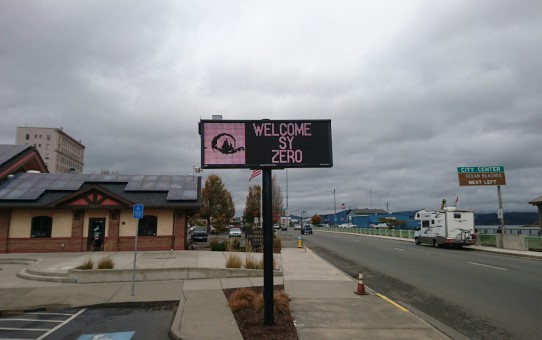 WELCOME
SY
ZERO
CITY CENTER
OCEAN BEACHES
NEXT LEFT